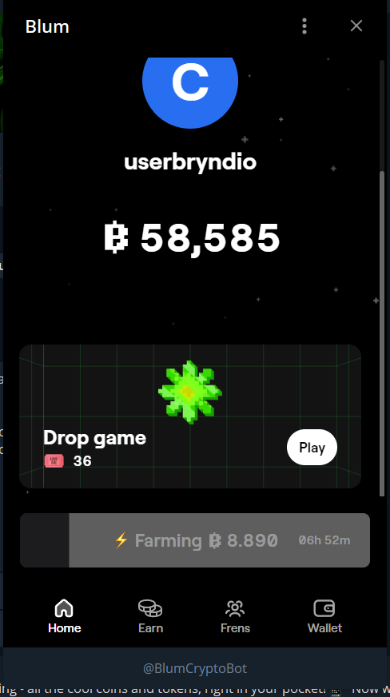 Blum
C
userbryndio
58,585
Drop game
36
Play
Farming 8.890 06h 52m
Home Earn Frens Wallet
@BlumCryptoBot
ing - all the cool coins and tokens, right in your pocket!